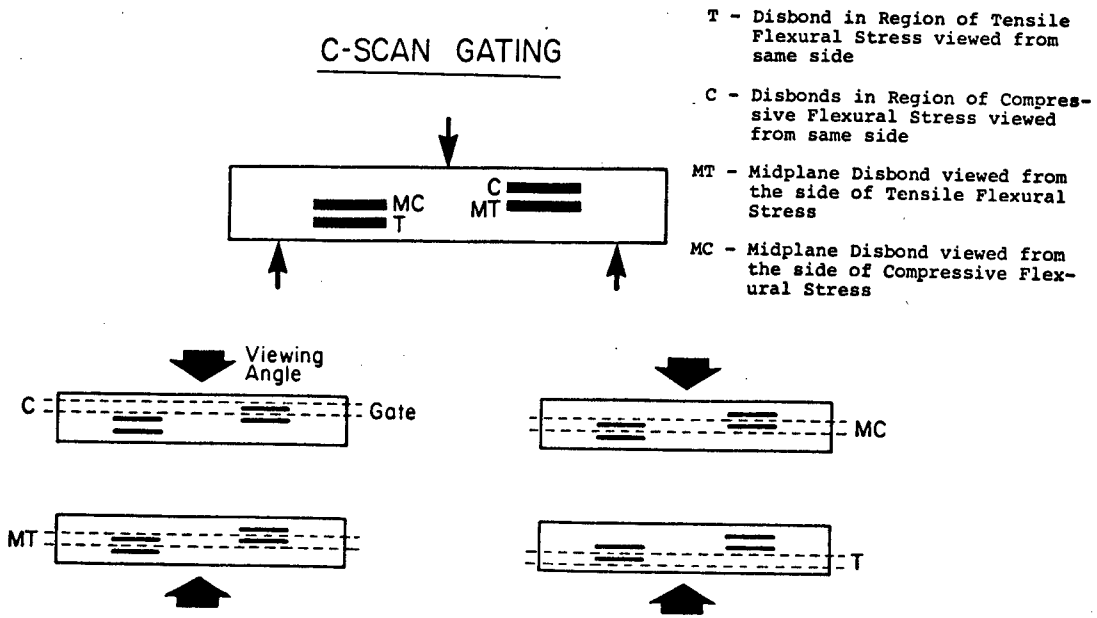 C-SCAN GATING
T - Disbond in Region of Tensile
Flexural Stress viewed from
same side
C - Disbonds in Region of Compres-
sive Flexural Stress viewed
from same side
MT - Midplane Disbond viewed from
the side of Tensile Flexural
Stress
MC - Midplane Disbond viewed from
the side of Compressive Flex-
ural Stress
C
MC
MT
T
Viewing
Angle
C
Gate
MC
MT
T